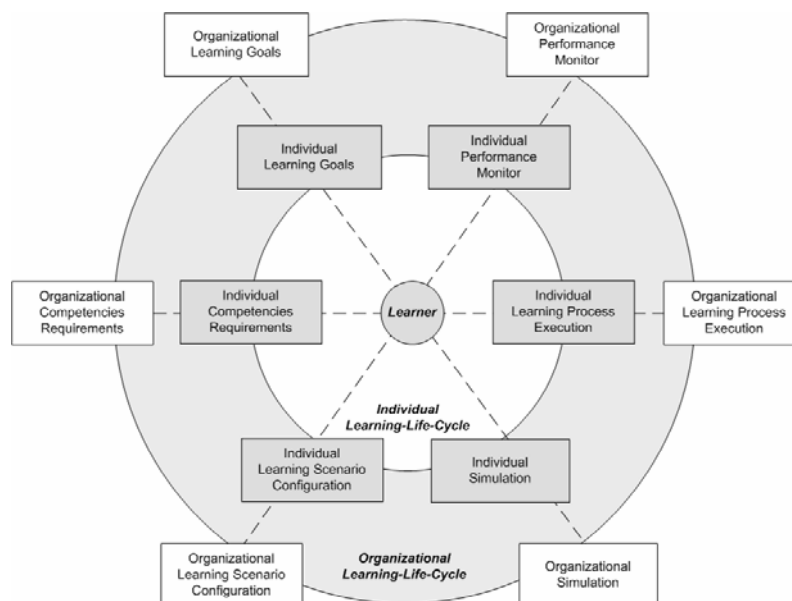 Organizational
Learning Goals
Organizational
Performance
Monitor
Individual
Learning Goals
Individual
Performance
Monitor
Organizational
Competencies
Requirements
Individual
Competencies
Requirements
Learner
Individual
Learning Process
Execution
Organizational
Learning Process
Execution
Individual
Learning-Life-Cycle
Individual
Learning Scenario
Configuration
Individual
Simulation
Organizational
Learning Scenario
Configuration
Organizational
Learning-Life-Cycle
Organizational
Simulation